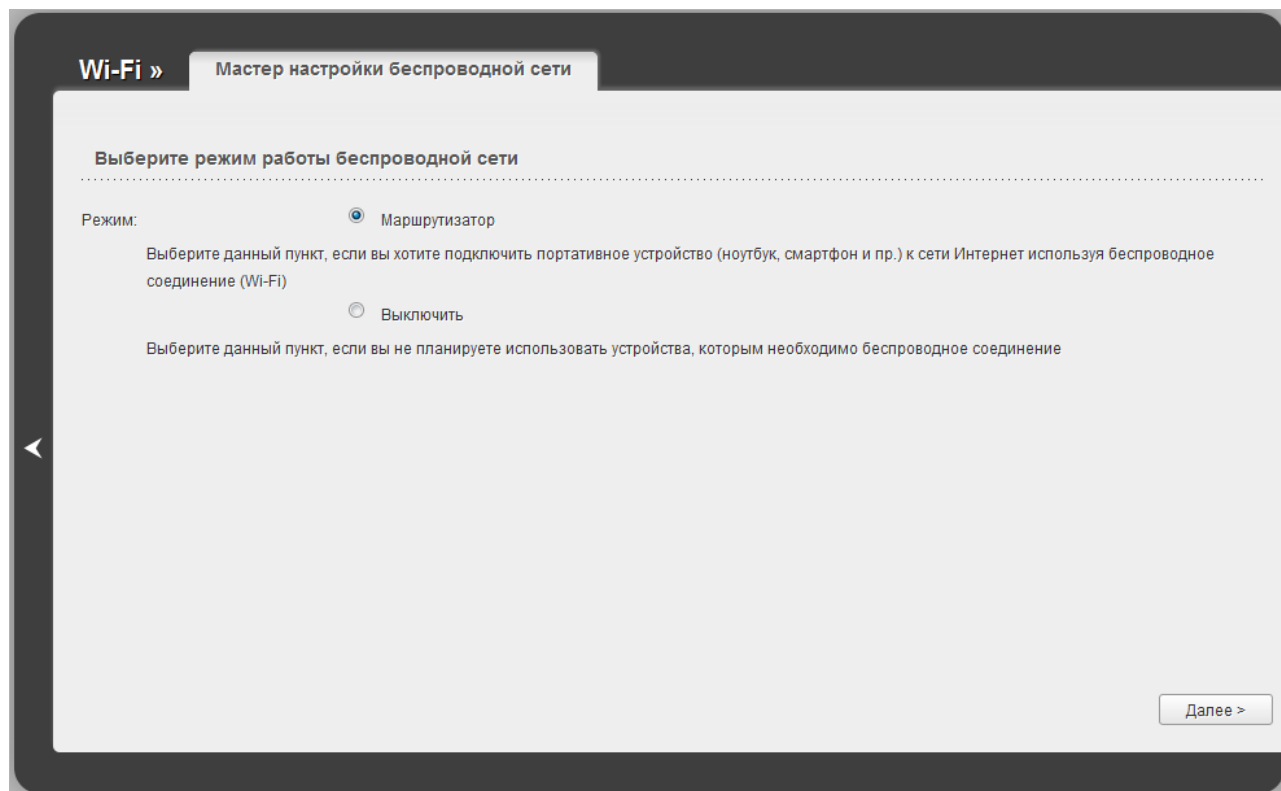 Wi-Fi » Мастер настройки беспроводной сети
Выберите режим работы беспроводной сети
Режим: Маршрутизатор
Выберите данный пункт, если вы хотите подключить портативное устройство (ноутбук, смартфон и пр.) к сети Интернет используя беспроводное
соединение (Wi-Fi)
Выключить
Выберите данный пункт, если вы не планируете использовать устройства, которым необходимо беспроводное соединение
Далее >